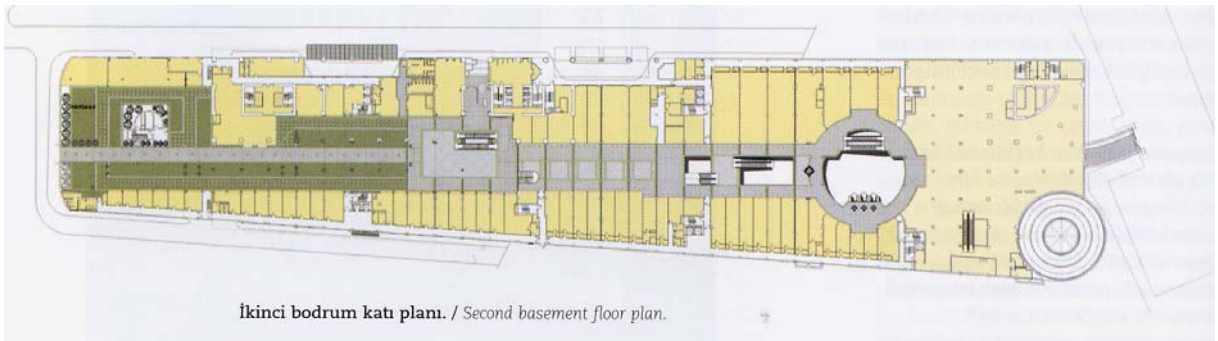 İkinci bodrum katı planı. / Second basement floor plan.